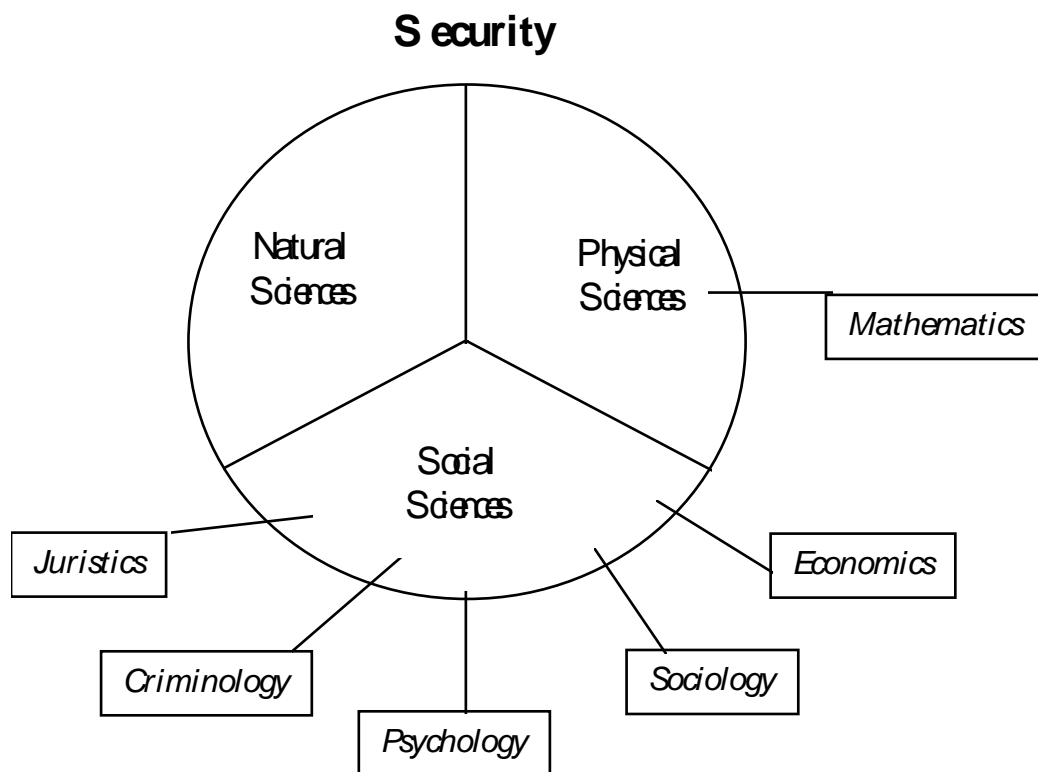 Security
Natural
Sciences
Physical
Sciences
Mathematics
Social
Sciences
Juristics
Economics
Criminology
Sociology
Psychology